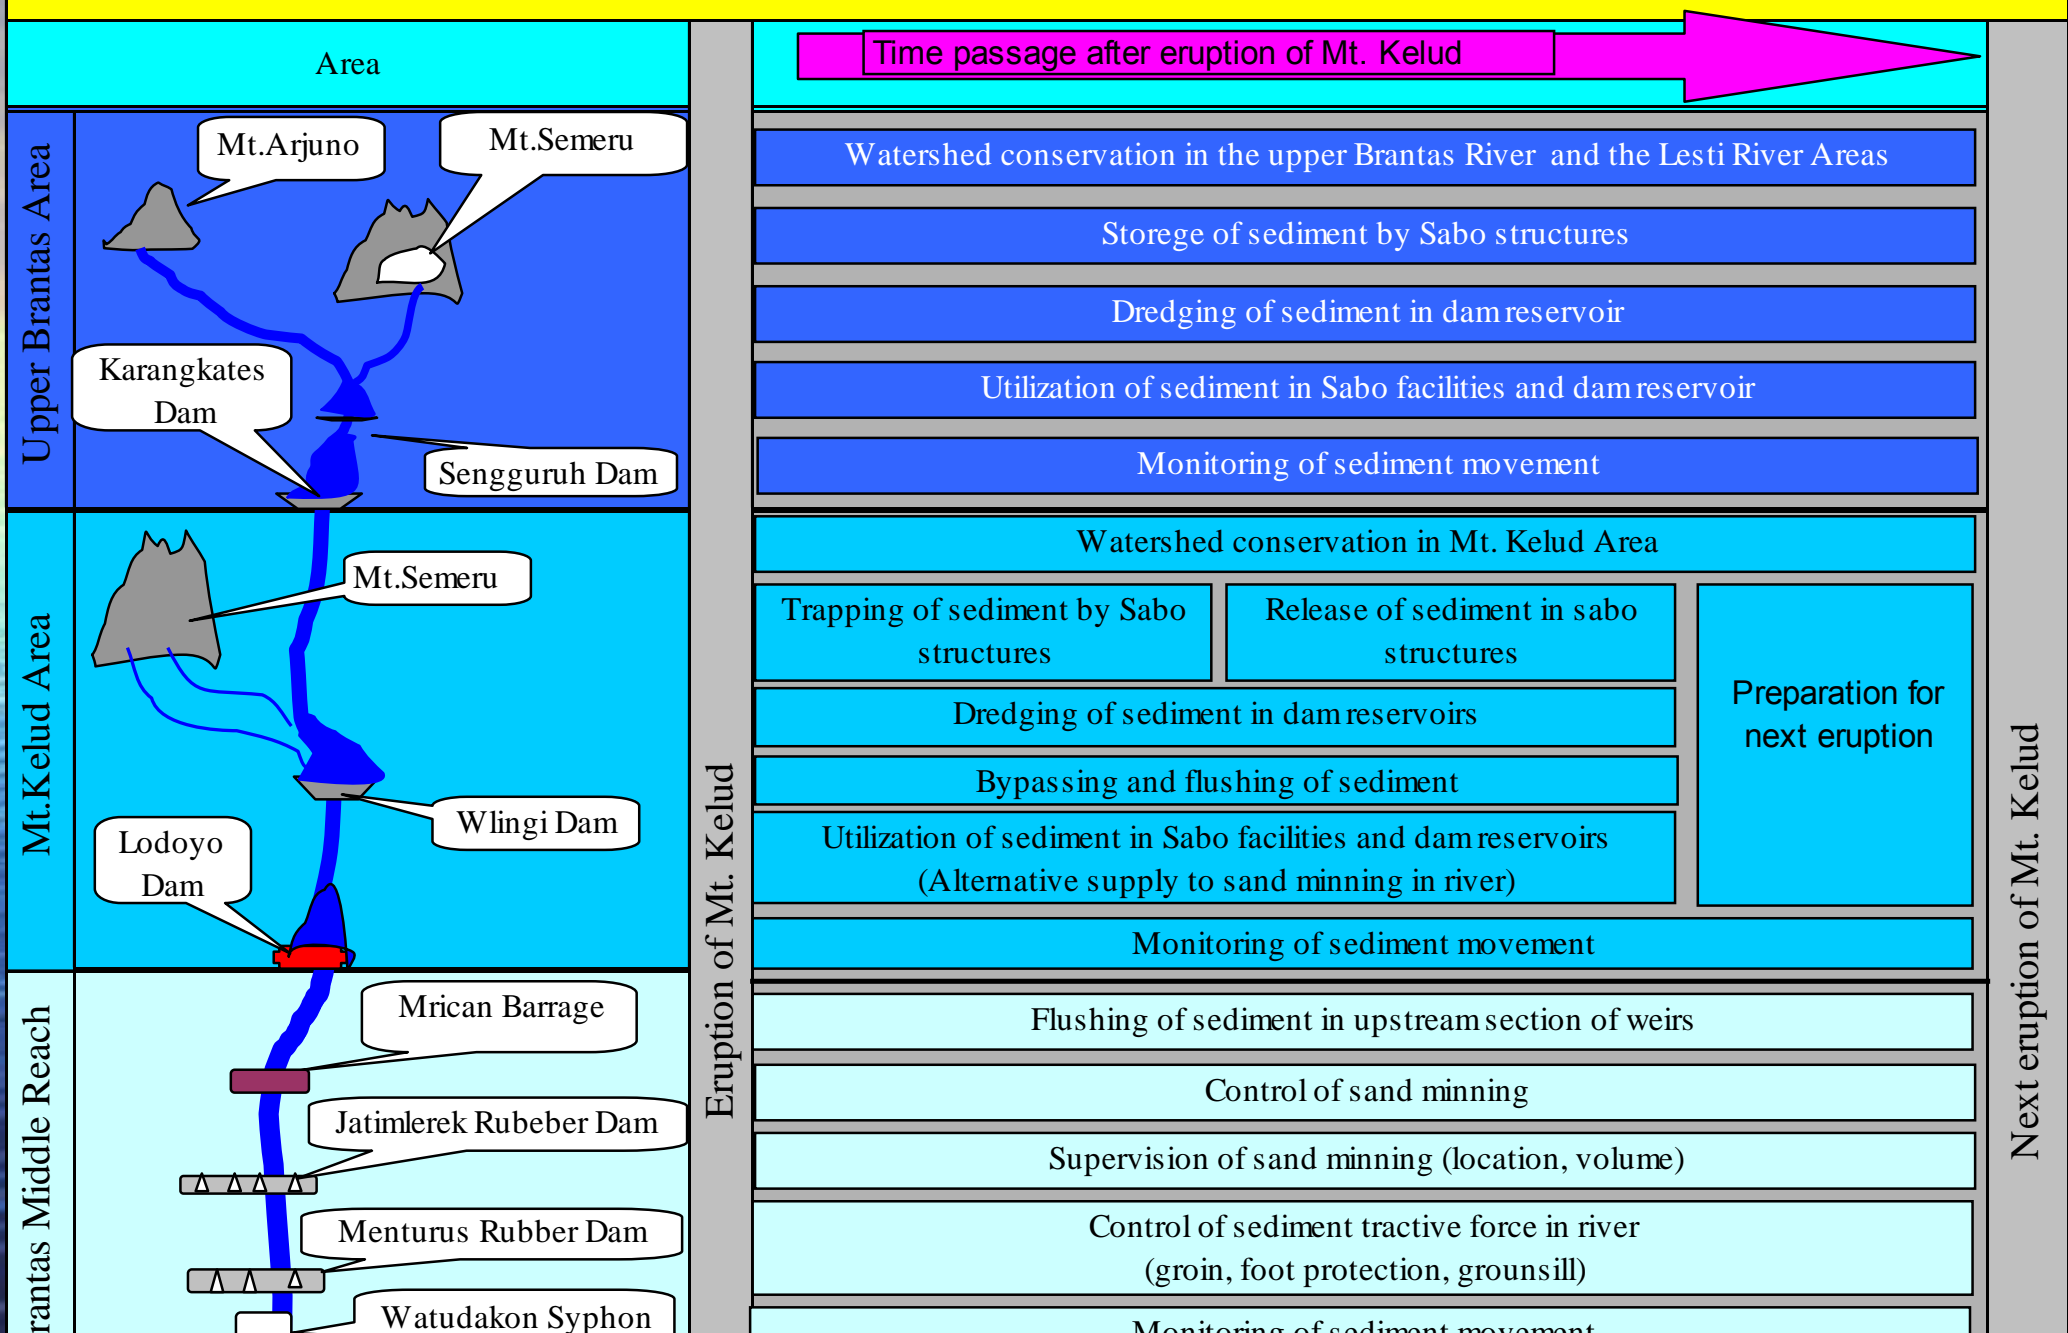 Area
Time passage after eruption of Mt. Kelud
Upper Brantas Area
Mt.Arjuno
Mt.Semeru
Karangkates
Dam
Sengguruh Dam
Watershed conservation in the upper Brantas River and the Lesti River Areas
Storege of sediment by Sabo structures
Dredging of sediment in dam reservoir
Utilization of sediment in Sabo facilities and dam reservoir
Monitoring of sediment movement
Mt.Kelud Area
Mt.Semeru
Wlingi Dam
Lodoyo
Dam
Eruption of Mt. Kelud
Watershed conservation in Mt. Kelud Area
Trapping of sediment by Sabo
structures
Release of sediment in sabo
structures
Dredging of sediment in dam reservoirs
Bypassing and flushing of sediment
Utilization of sediment in Sabo facilities and dam reservoirs
(Alternative supply to sand minning in river)
Preparation for
next eruption
Monitoring of sediment movement
Next eruption of Mt. Kelud
rantas Middle Reach
Mrican Barrage
Jatimlerek Rubeber Dam
Menturus Rubber Dam
Watudakon Syphon
Flushing of sediment in upstream section of weirs
Control of sand minning
Supervision of sand minning (location, volume)
Control of sediment tractive force in river
(groin, foot protection, grounsill)
Monitoring of sediment movement